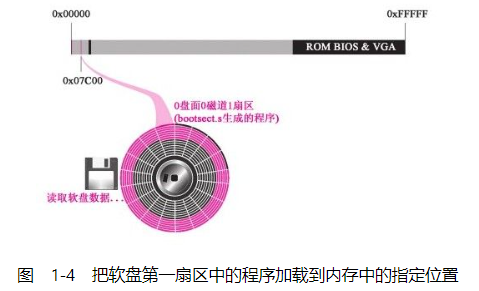 0x00000
0xFFFFF
ROM BIOS & VGA
0x07C00
0盘面0磁道1扇区
(bootsect.s生成的程序)
读取软盘数据...
图 1-4 把软盘第一扇区中的程序加载到内存中的指定位置